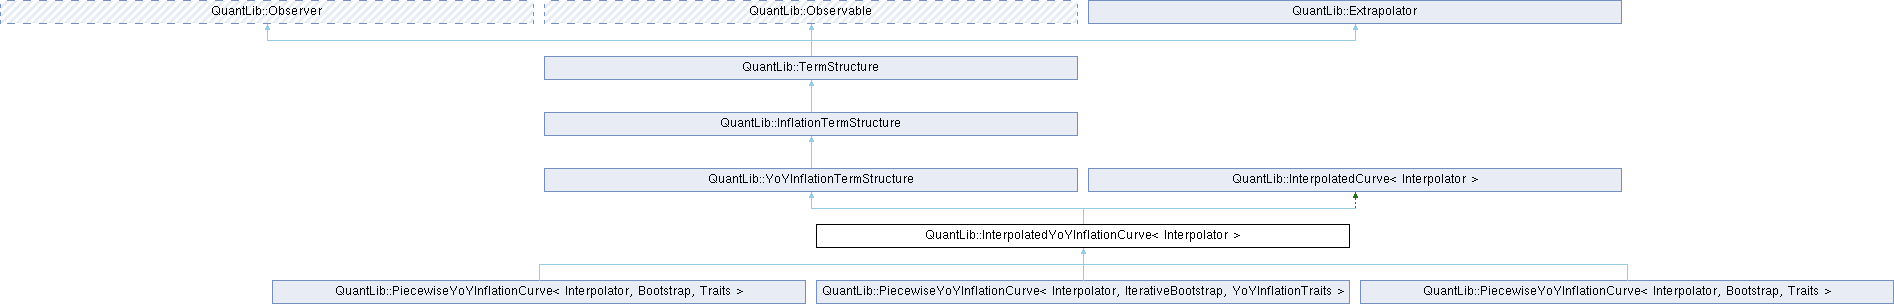 QuantLib::Observer
QuantLib::Observable
QuantLib::Extrapolator
QuantLib::TermStructure
QuantLib::InflationTermStructure
QuantLib::YoYInflationTermStructure
QuantLib::InterpolatedCurve< Interpolator >
QuantLib::InterpolatedYoYInflationCurve< Interpolator >
QuantLib::PiecewiseYoYInflationCurve< Interpolator, Bootstrap, Traits >
QuantLib::PiecewiseYoYInflationCurve< Interpolator, IterativeBootstrap, YoYInflationTraits >
QuantLib::PiecewiseYoYInflationCurve< Interpolator, Bootstrap, Traits >